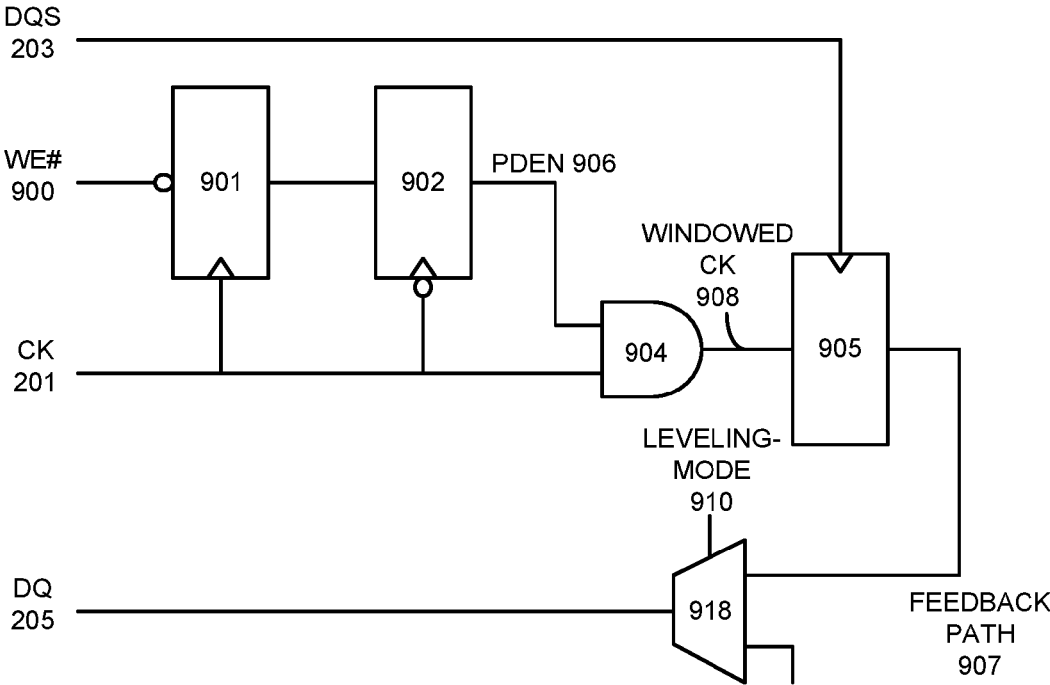 DQS
203
WE#
900
901
902
PDEN 906
WINDOWED
CK
908
CK
201
904
905
LEVELING-
MODE
910
DQ
205
918
FEEDBACK
PATH
907